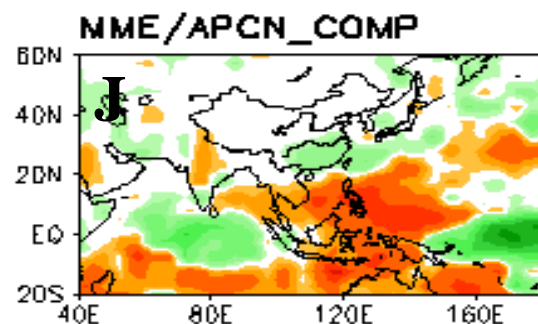 MME/APCN_COMP
60N
J
40N
20N
EQ
20S
40E 80E 120E 160E